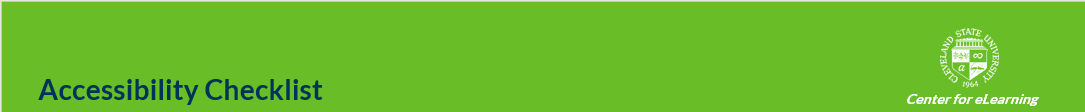 CLEVELAND STATE UNIVERSITY
1964
Accessibility Checklist
Center for eLearning